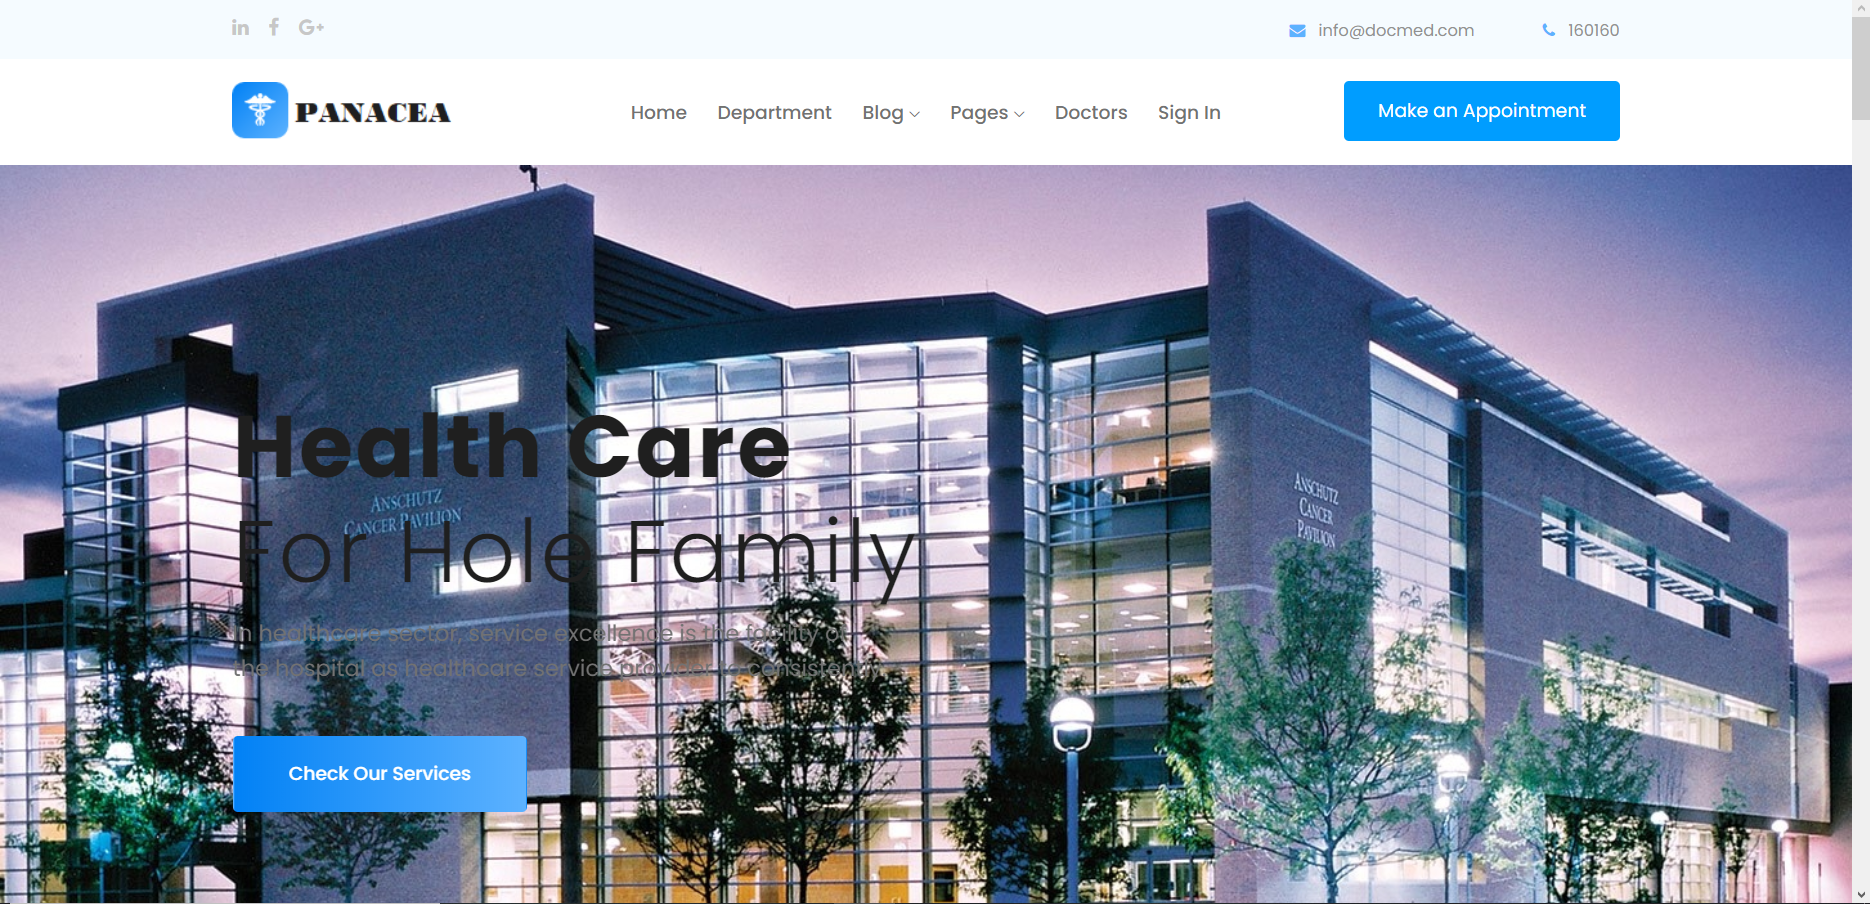 info@docmed.com
160160
PANACEA
Home Department Blog Pages Doctors Sign In
Make an Appointment
Health Care
For Hole Family
In healthcare sector, service excellence is the facility of
the hospital as healthcare service provider to consistently.
Check Our Services
ANSCHUTZ
CANCER PAVILION
ANSCHUTZ
CANCER
PAVILION